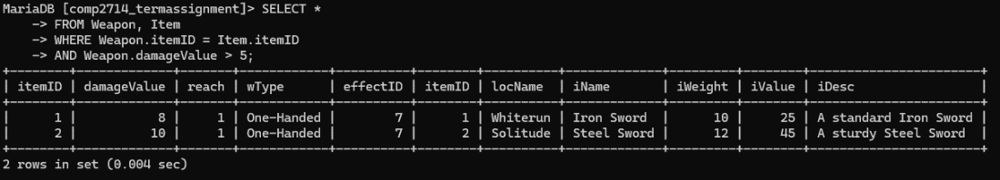 MariaDB [comp2714_termassignment]> SELECT *
    -> FROM Weapon, Item
    -> WHERE Weapon.itemID = Item.itemID
    -> AND Weapon.damageValue > 5;
+--------+-------------+-------+------------+----------+--------+-----------+-------------+---------+--------+-----------------------+
| itemID | damageValue | reach | wType      | effectID | itemID | locName   | iName       | iWeight | iValue | iDesc                 |
+--------+-------------+-------+------------+----------+--------+-----------+-------------+---------+--------+-----------------------+
|      1 |           8 |     1 | One-Handed |        7 |      1 | Whiterun  | Iron Sword  |      10 |     25 | A standard Iron Sword |
|      2 |          10 |     1 | One-Handed |        7 |      2 | Solitude  | Steel Sword |      12 |     45 | A sturdy Steel Sword  |
+--------+-------------+-------+------------+----------+--------+-----------+-------------+---------+--------+-----------------------+
2 rows in set (0.004 sec)